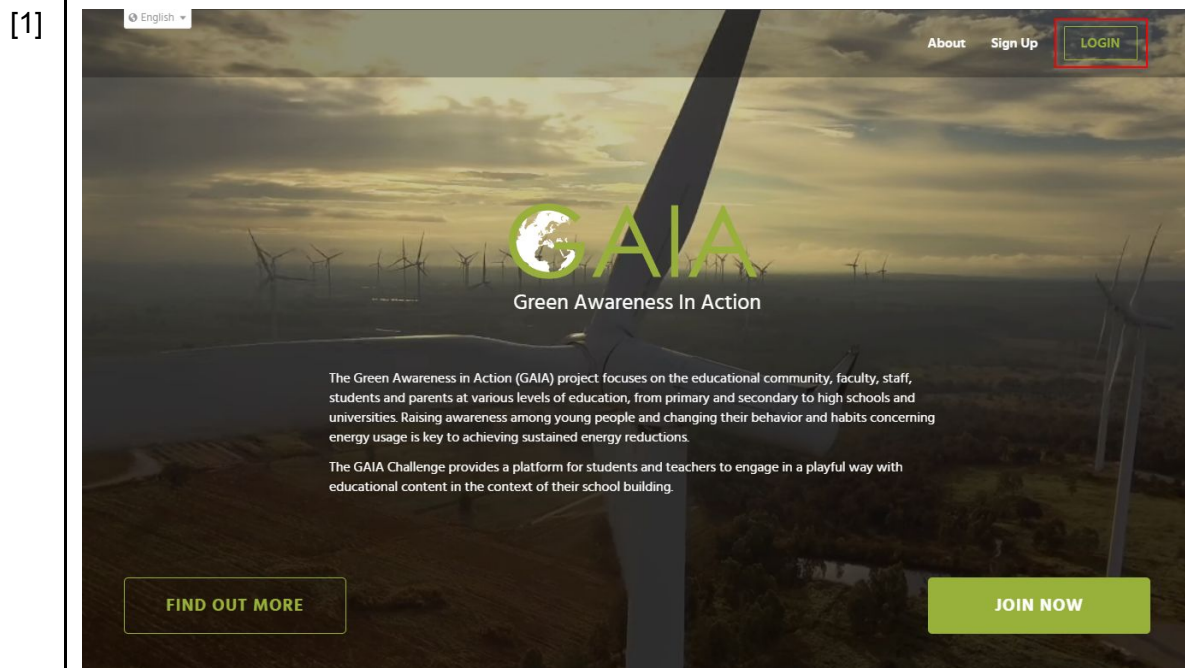 [1]
English
About Sign Up LOGIN
GAIA
Green Awareness In Action
The Green Awareness in Action (GAIA) project focuses on the educational community, faculty, staff,
students and parents at various levels of education, from primary and secondary to high schools and
universities. Raising awareness among young people and changing their behavior and habits concerning
energy usage is key to achieving sustained energy reductions.
The GAIA Challenge provides a platform for students and teachers to engage in a playful way with
educational content in the context of their school building.
FIND OUT MORE
JOIN NOW